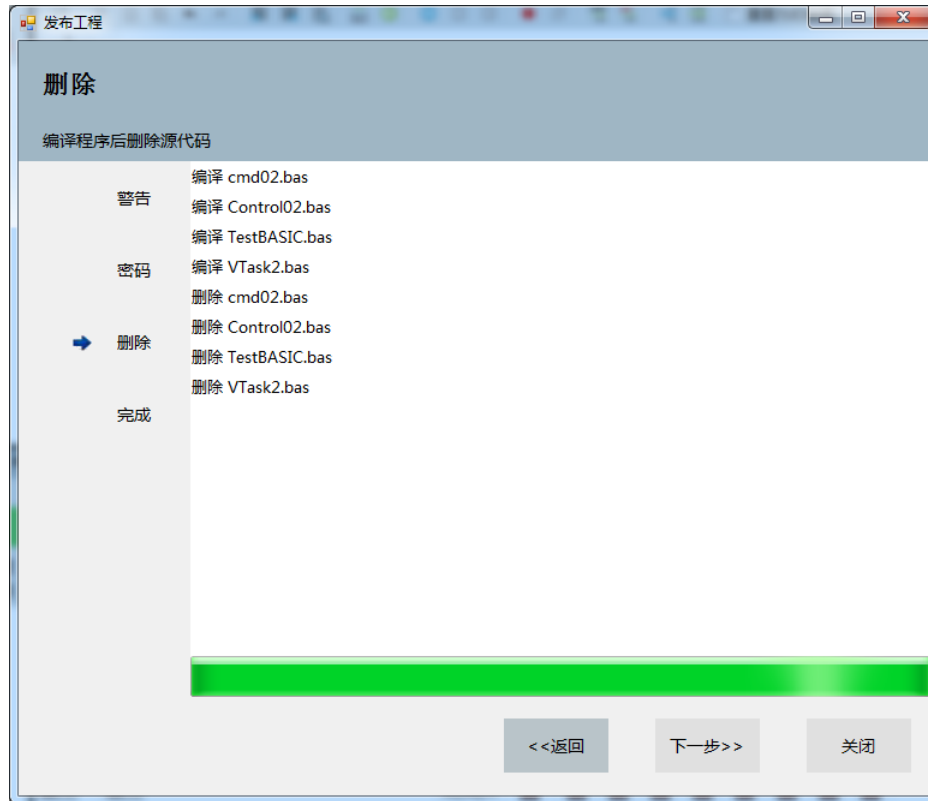 发布工程
删除
编译程序后删除源代码
警告
密码
删除
完成
编译 cmd02.bas
编译 Control02.bas
编译 TestBASIC.bas
编译 VTask2.bas
删除 cmd02.bas
删除 Control02.bas
删除 TestBASIC.bas
删除 VTask2.bas
<<返回
下一步>>
关闭